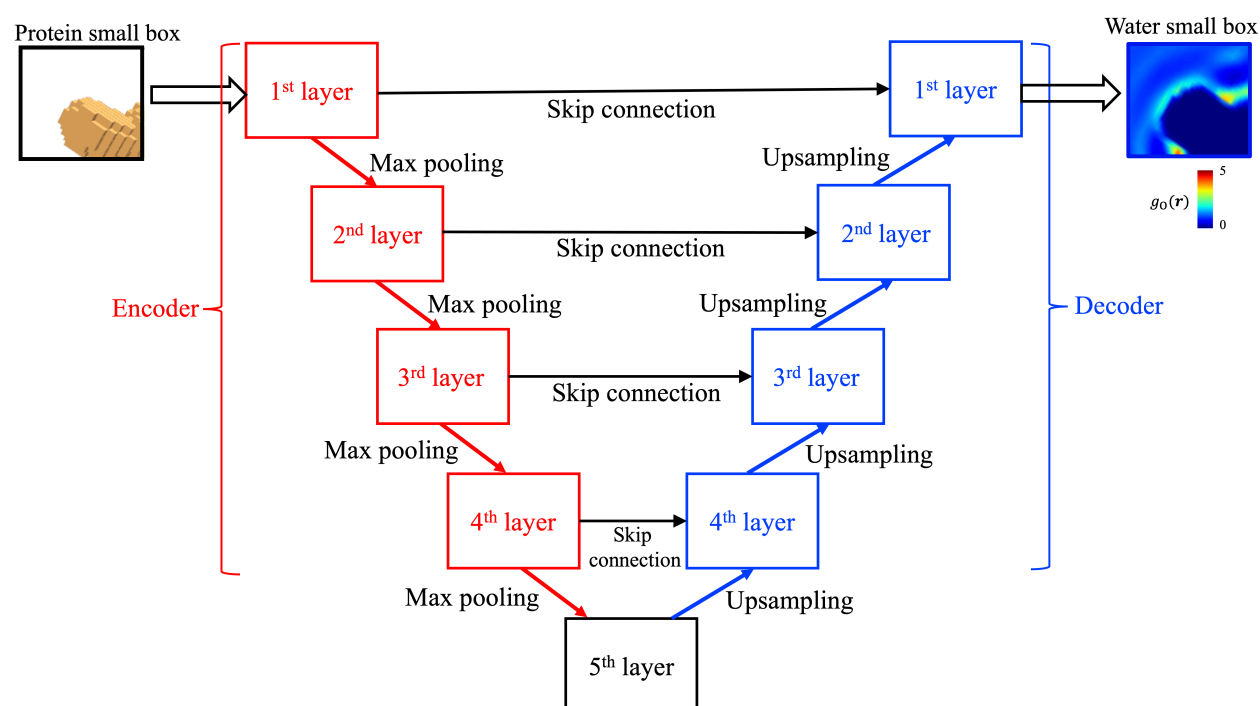 Protein small box
Water small box
1st layer
Skip connection
1st layer
Max pooling
Upsampling
5
g₀(r)
0
2nd layer
Skip connection
2nd layer
Encoder
Max pooling
Upsampling
Decoder
3rd layer
Skip connection
3rd layer
Max pooling
Upsampling
4th layer
Skip
connection
4th layer
Max pooling
Upsampling
5th layer